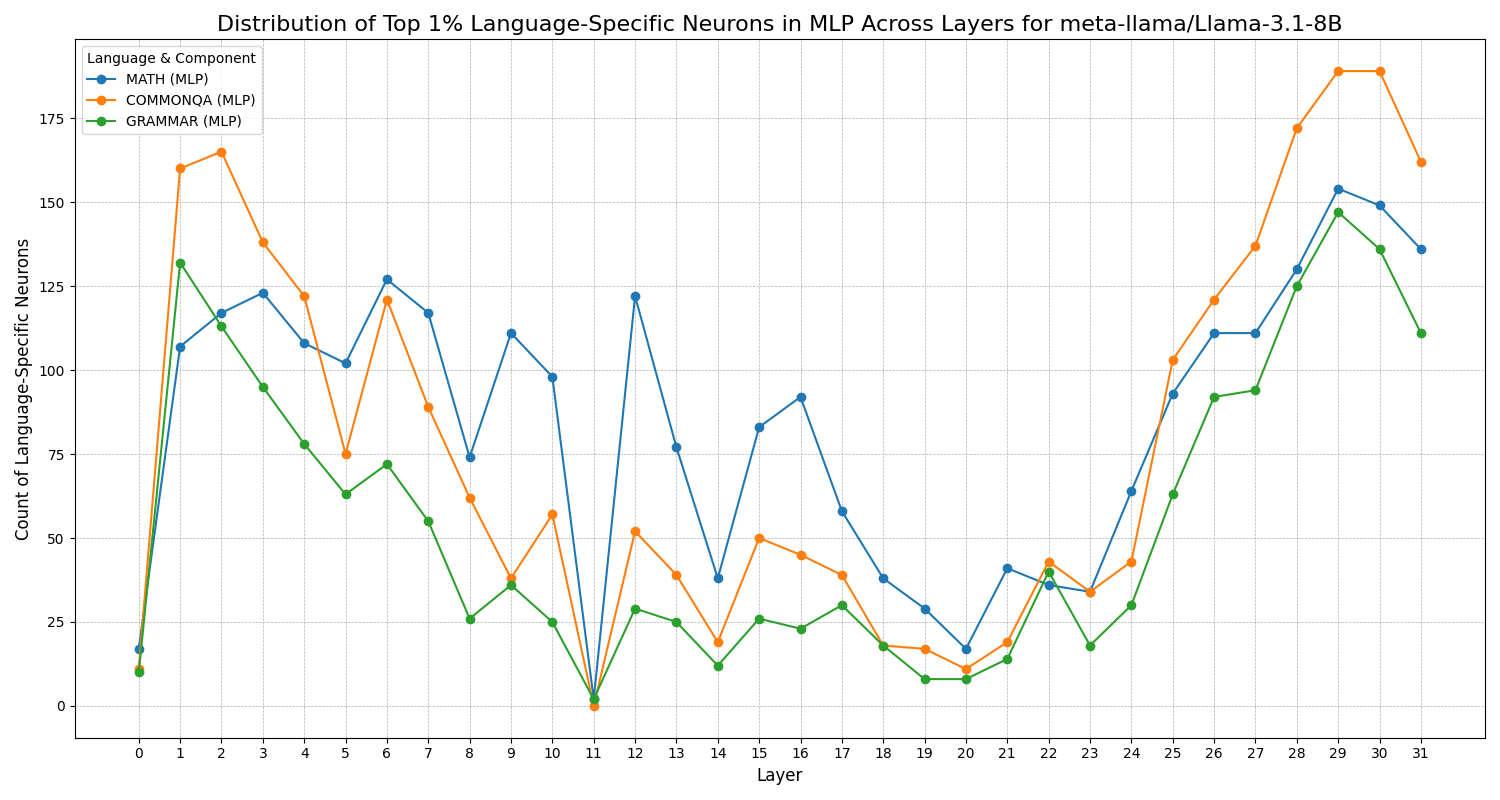 Distribution of Top 1% Language-Specific Neurons in MLP Across Layers for meta-llama/Llama-3.1-8B
Language & Component
MATH (MLP)
COMMONQA (MLP)
GRAMMAR (MLP)
Count of Language-Specific Neurons
175
150
125
100
75
50
25
0
0 1 2 3 4 5 6 7 8 9 10 11 12 13 14 15 16 17 18 19 20 21 22 23 24 25 26 27 28 29 30 31
Layer